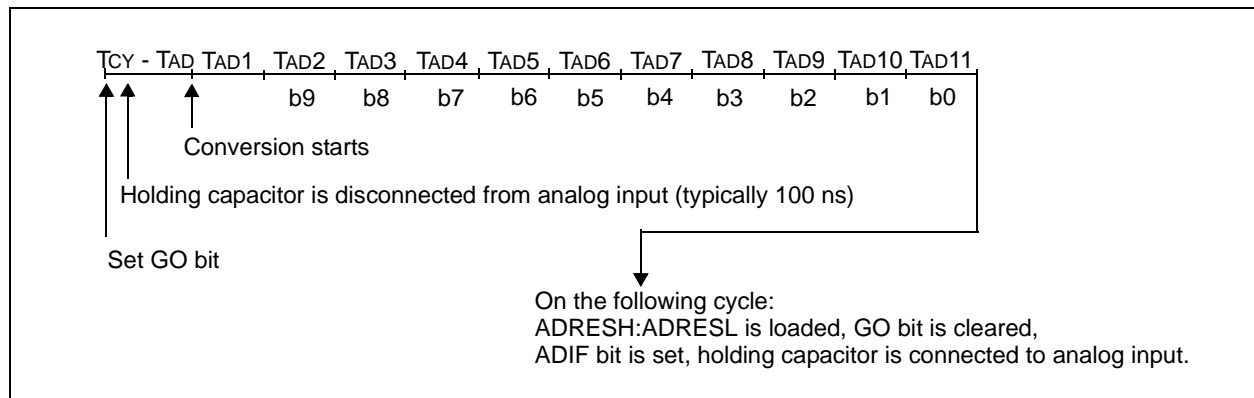 TCY - TAD TAD1 TAD2 TAD3 TAD4 TAD5 TAD6 TAD7 TAD8 TAD9 TAD10 TAD11
b9 b8 b7 b6 b5 b4 b3 b2 b1 b0
Conversion starts
Holding capacitor is disconnected from analog input (typically 100 ns)
Set GO bit
On the following cycle:
ADRESH:ADRESL is loaded, GO bit is cleared,
ADIF bit is set, holding capacitor is connected to analog input.